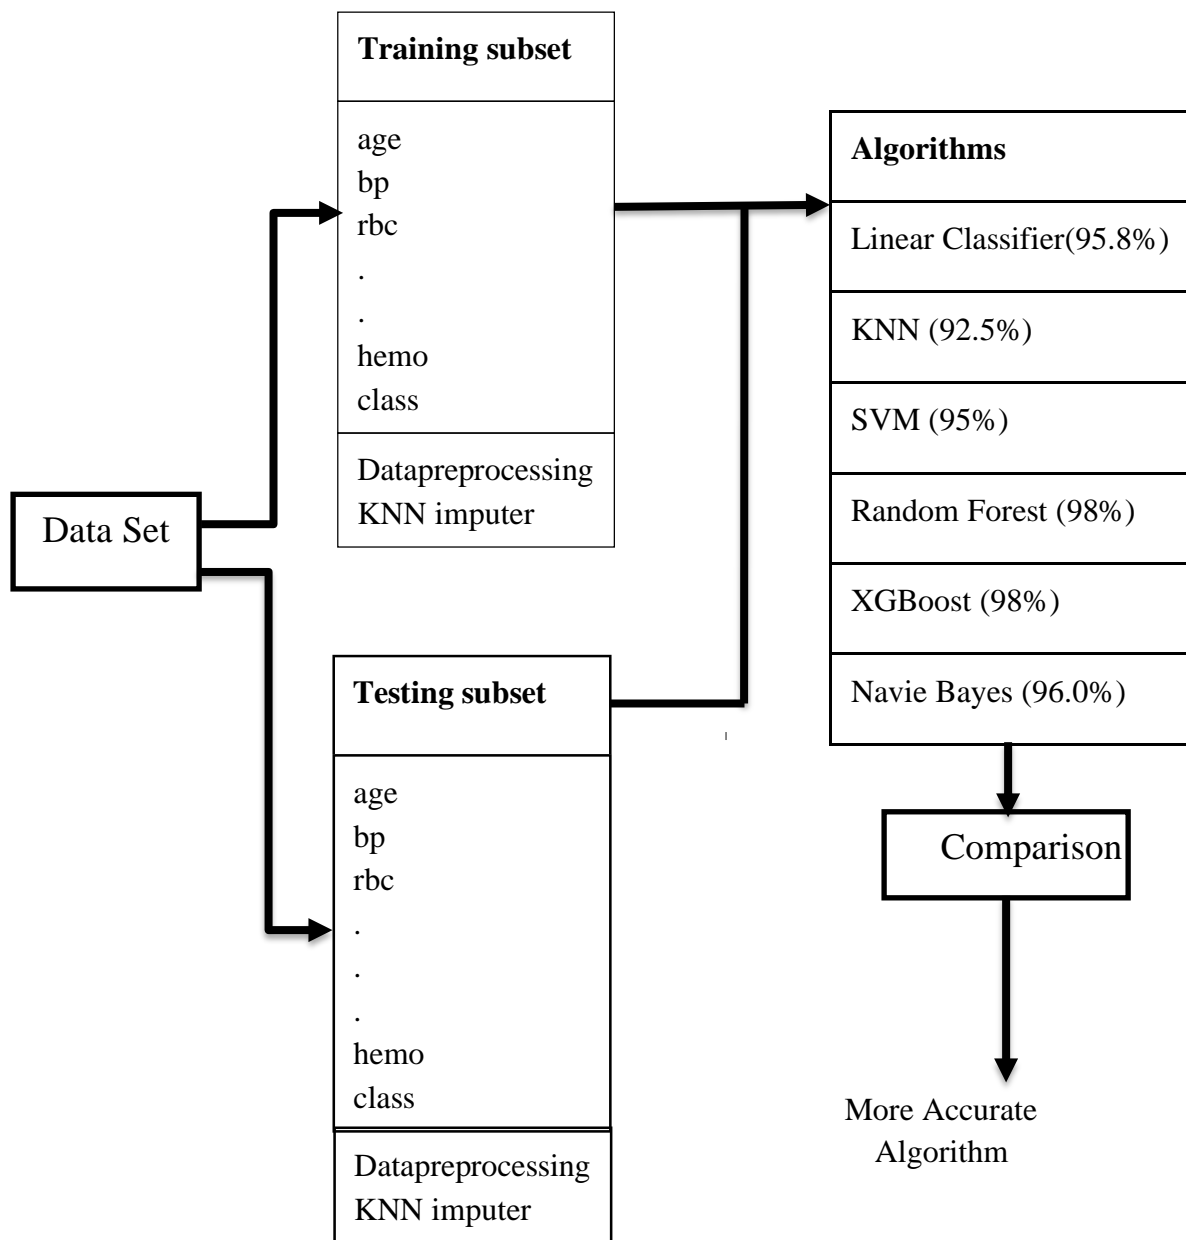 Data Set
Training subset
age
bp
rbc
.
.
hemo
class
Datapreprocessing
KNN imputer
Testing subset
age
bp
rbc
.
.
.
hemo
class
Datapreprocessing
KNN imputer
Algorithms
Linear Classifier(95.8%)
KNN (92.5%)
SVM (95%)
Random Forest (98%)
XGBoost (98%)
Navie Bayes (96.0%)
Comparison
More Accurate
Algorithm